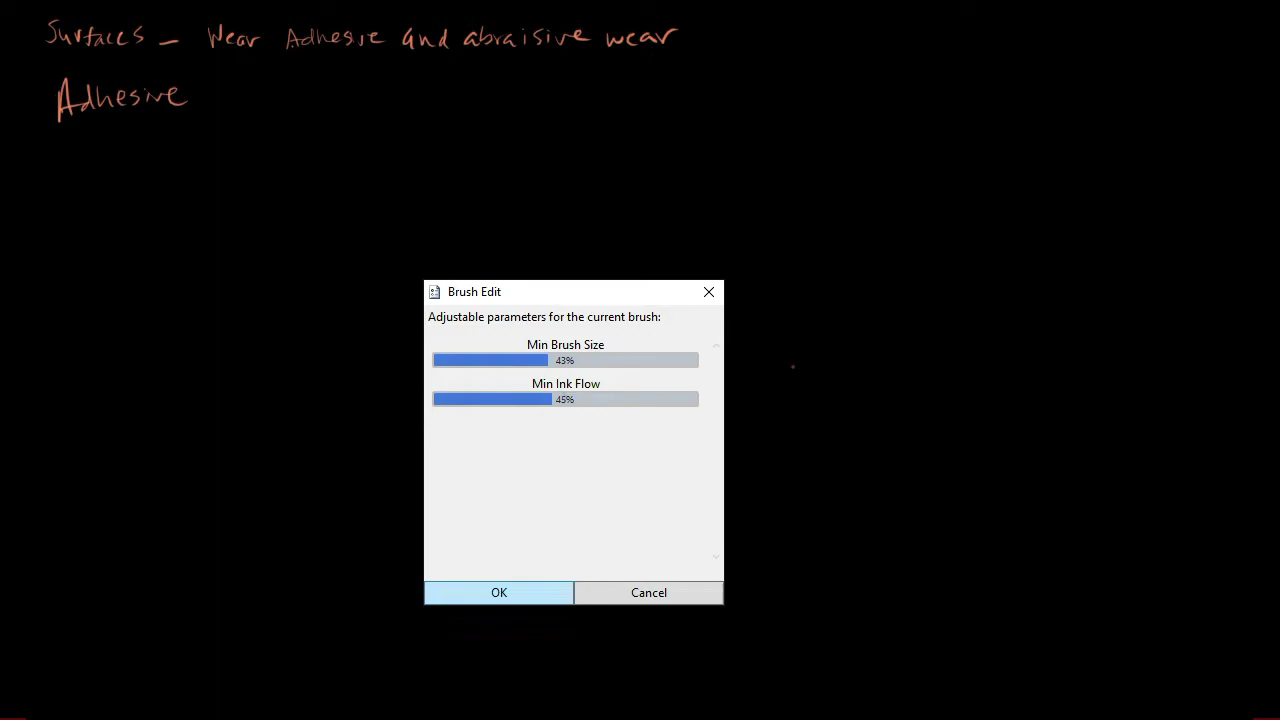 Surfaces - Wear Adhesie and abraisive wear
Adhesive
Brush Edit
Adjustable parameters for the current brush:
Min Brush Size
43%
Min Ink Flow
45%
OK Cancel